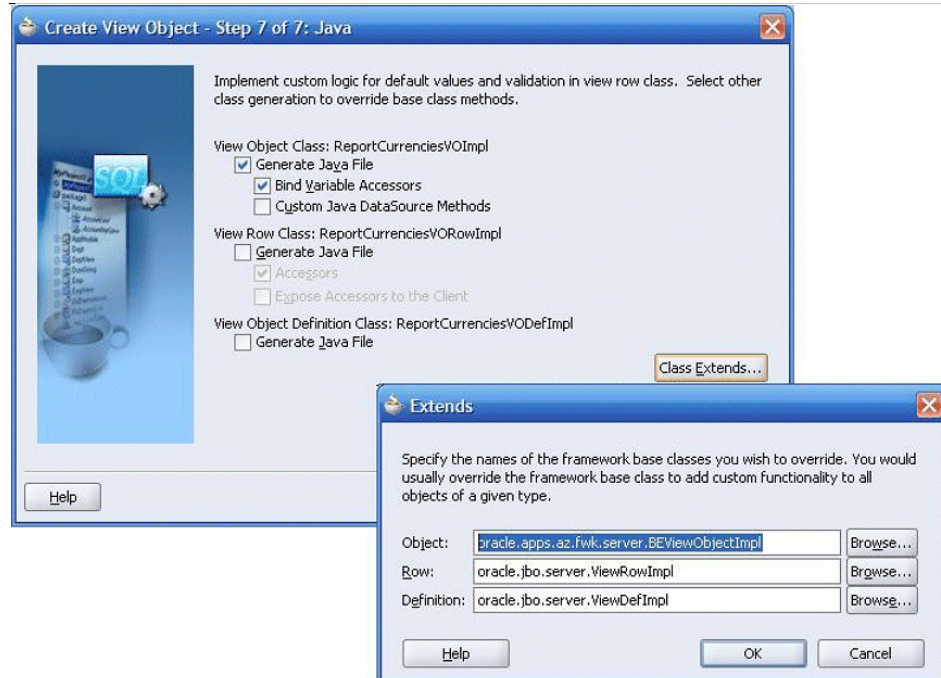 Create View Object - Step 7 of 7: Java
Implement custom logic for default values and validation in view row class. Select other
class generation to override base class methods.
View Object Class: ReportCurrenciesVOImpl
Generate Java File
Bind Variable Accessors
Custom Java DataSource Methods
View Row Class: ReportCurrenciesVORowImpl
Generate Java File
Accessors
Expose Accessors to the Client
View Object Definition Class: ReportCurrenciesVODefImpl
Generate Java File
Class Extends...
Help
SQL
Extends
Specify the names of the framework base classes you wish to override. You would
usually override the framework base class to add custom functionality to all
objects of a given type.
Object: oracle.apps.az.fwk.server.BEViewObjectImpl Browse...
Row: oracle.jbo.server.ViewRowImpl Browse...
Definition: oracle.jbo.server.ViewDefImpl Browse...
Help OK Cancel